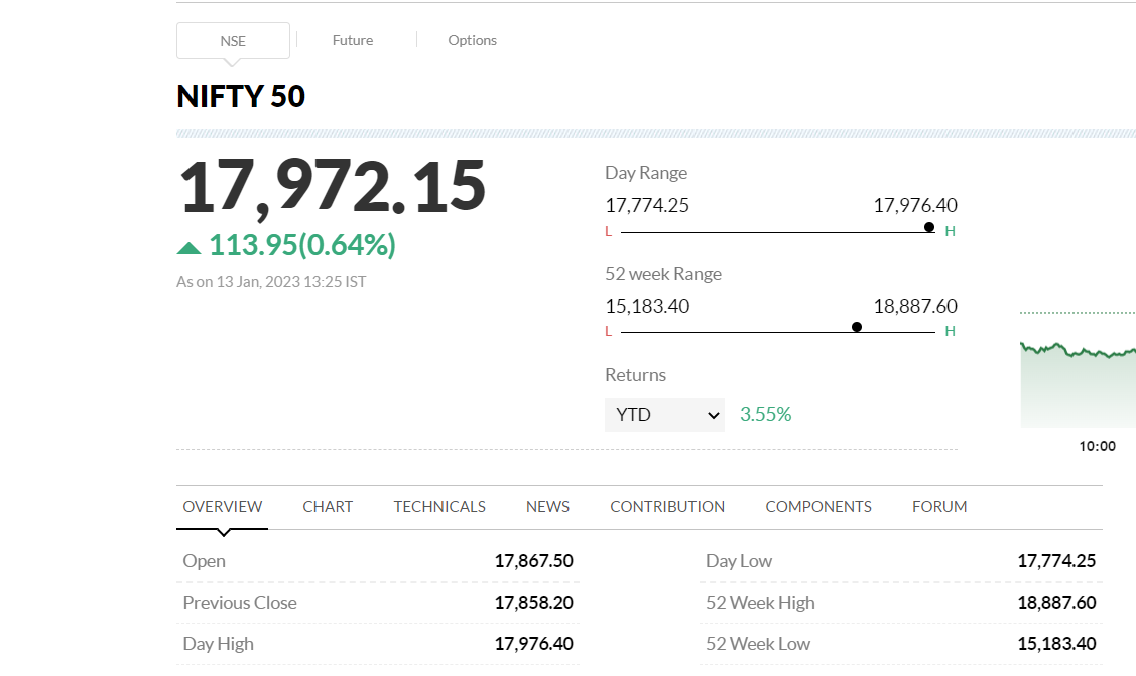 NSE Future Options
NIFTY 50
17,972.15
113.95(0.64%)
As on 13 Jan, 2023 13:25 IST
Day Range
17,774.25 17,976.40
L H
52 week Range
15,183.40 18,887.60
L H
Returns
YTD 3.55%
10:00
OVERVIEW CHART TECHNICALS NEWS CONTRIBUTION COMPONENTS FORUM
Open 17,867.50 Day Low 17,774.25
Previous Close 17,858.20 52 Week High 18,887.60
Day High 17,976.40 52 Week Low 15,183.40